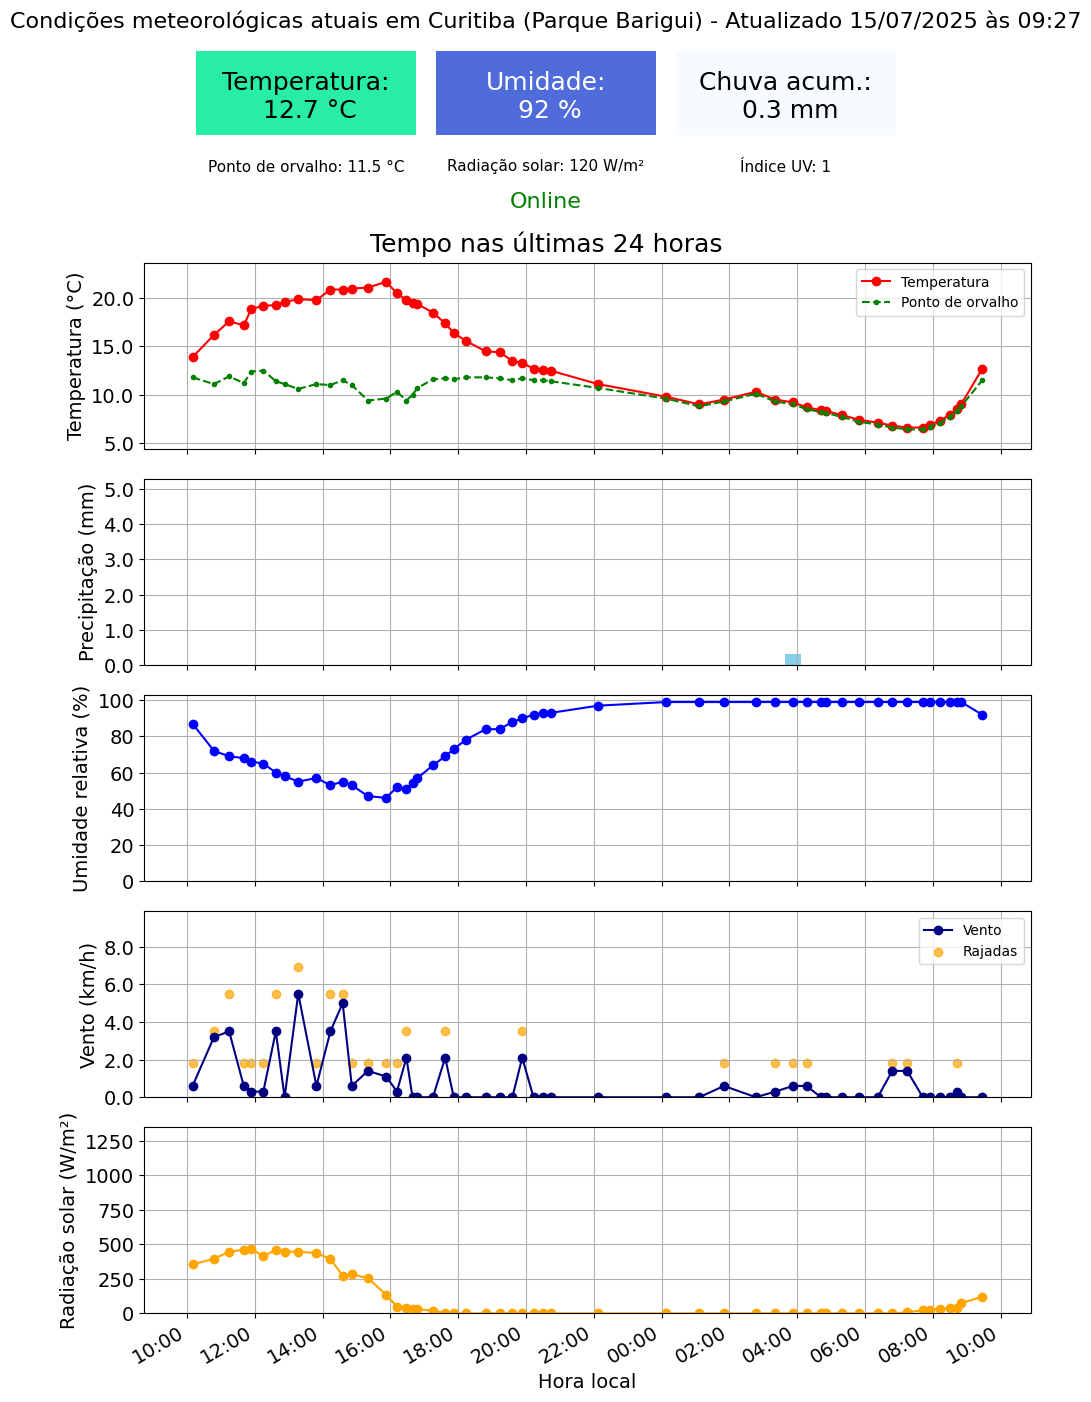 Condições meteorológicas atuais em Curitiba (Parque Barigui) - Atualizado 15/07/2025 às 09:27
Temperatura:
12.7 °C
Umidade:
92 %
Chuva acum.:
0.3 mm
Ponto de orvalho: 11.5 °C
Radiação solar: 120 W/m²
Índice UV: 1
Online
Tempo nas últimas 24 horas
Temperatura (°C)
20.0
15.0
10.0
5.0
Temperatura
Ponto de orvalho
Precipitação (mm)
5.0
4.0
3.0
2.0
1.0
0.0
Umidade relativa (%)
100
80
60
40
20
0
Vento (km/h)
8.0
6.0
4.0
2.0
0.0
Vento
Rajadas
Radiação solar (W/m²)
1250
1000
750
500
250
0
10:00
12:00
14:00
16:00
18:00
20:00
22:00
00:00
02:00
04:00
06:00
08:00
10:00
Hora local